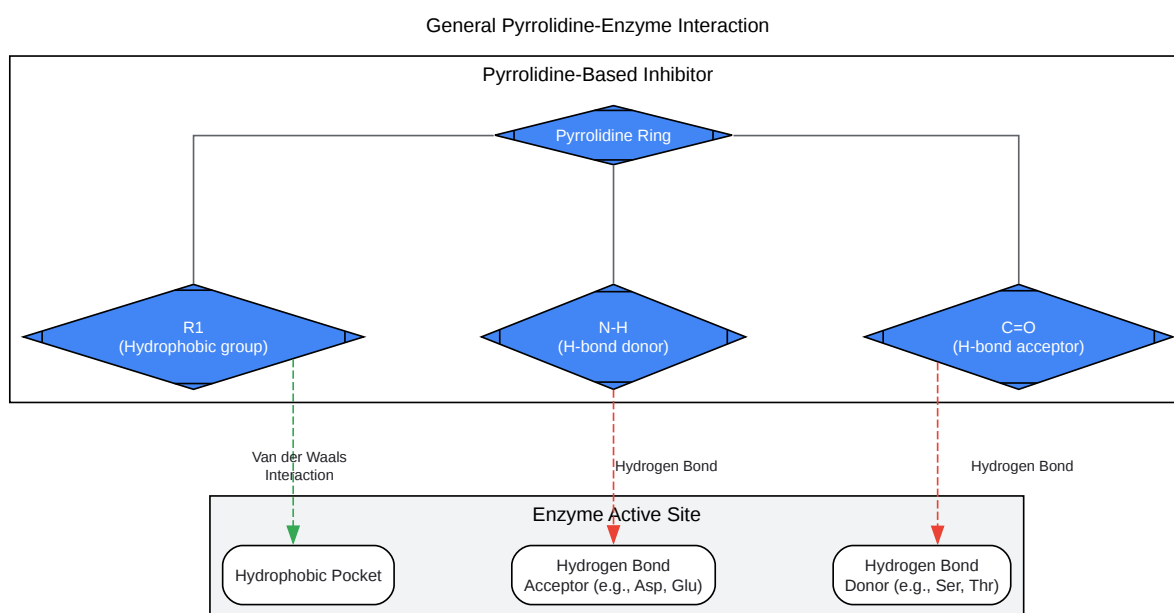 General Pyrrolidine-Enzyme Interaction
Pyrrolidine-Based Inhibitor
Pyrrolidine Ring
R1
(Hydrophobic group)
N-H
(H-bond donor)
C=O
(H-bond acceptor)
Van der Waals
Interaction
Hydrogen Bond
Hydrogen Bond
Enzyme Active Site
Hydrophobic Pocket
Hydrogen Bond
Acceptor (e.g., Asp, Glu)
Hydrogen Bond
Donor (e.g., Ser, Thr)